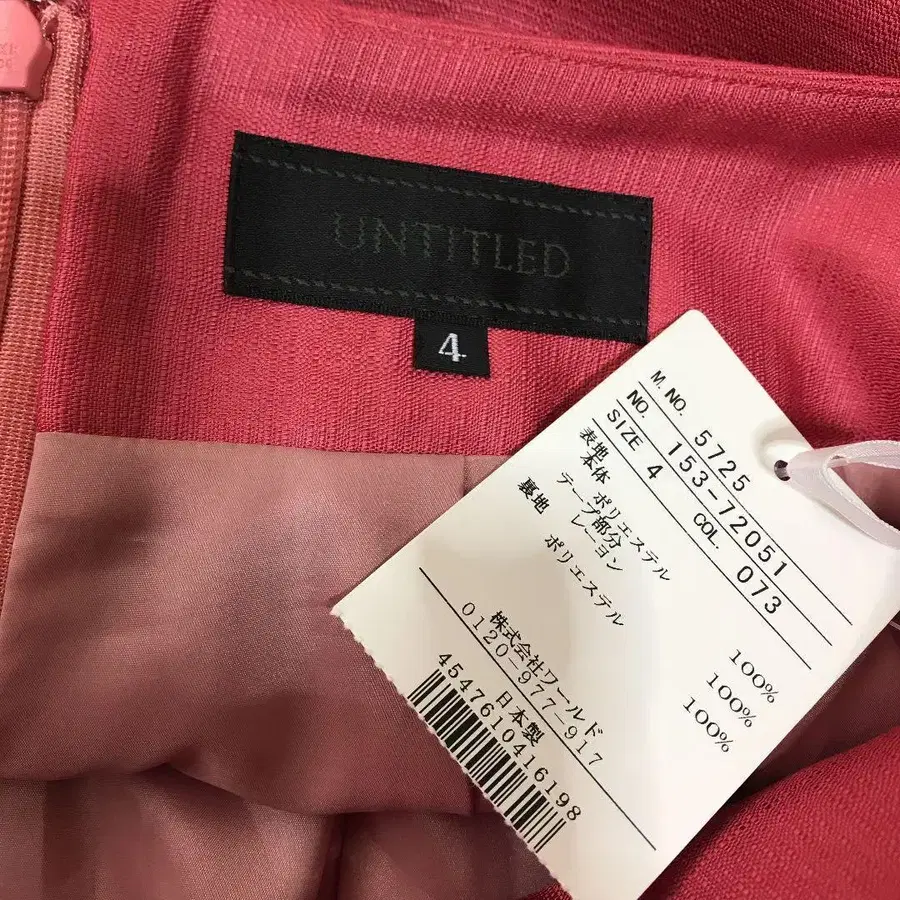 UNTITLED
4
M. NO. 5725
NO. 153-72051
SIZE 4 COL. 073
表地
本体 ポリエステル 100%
テープ部分
レーヨン 100%
裏地 ポリエステル 100%
株式会社ワールド
0120-977-917
日本製
4547610416198